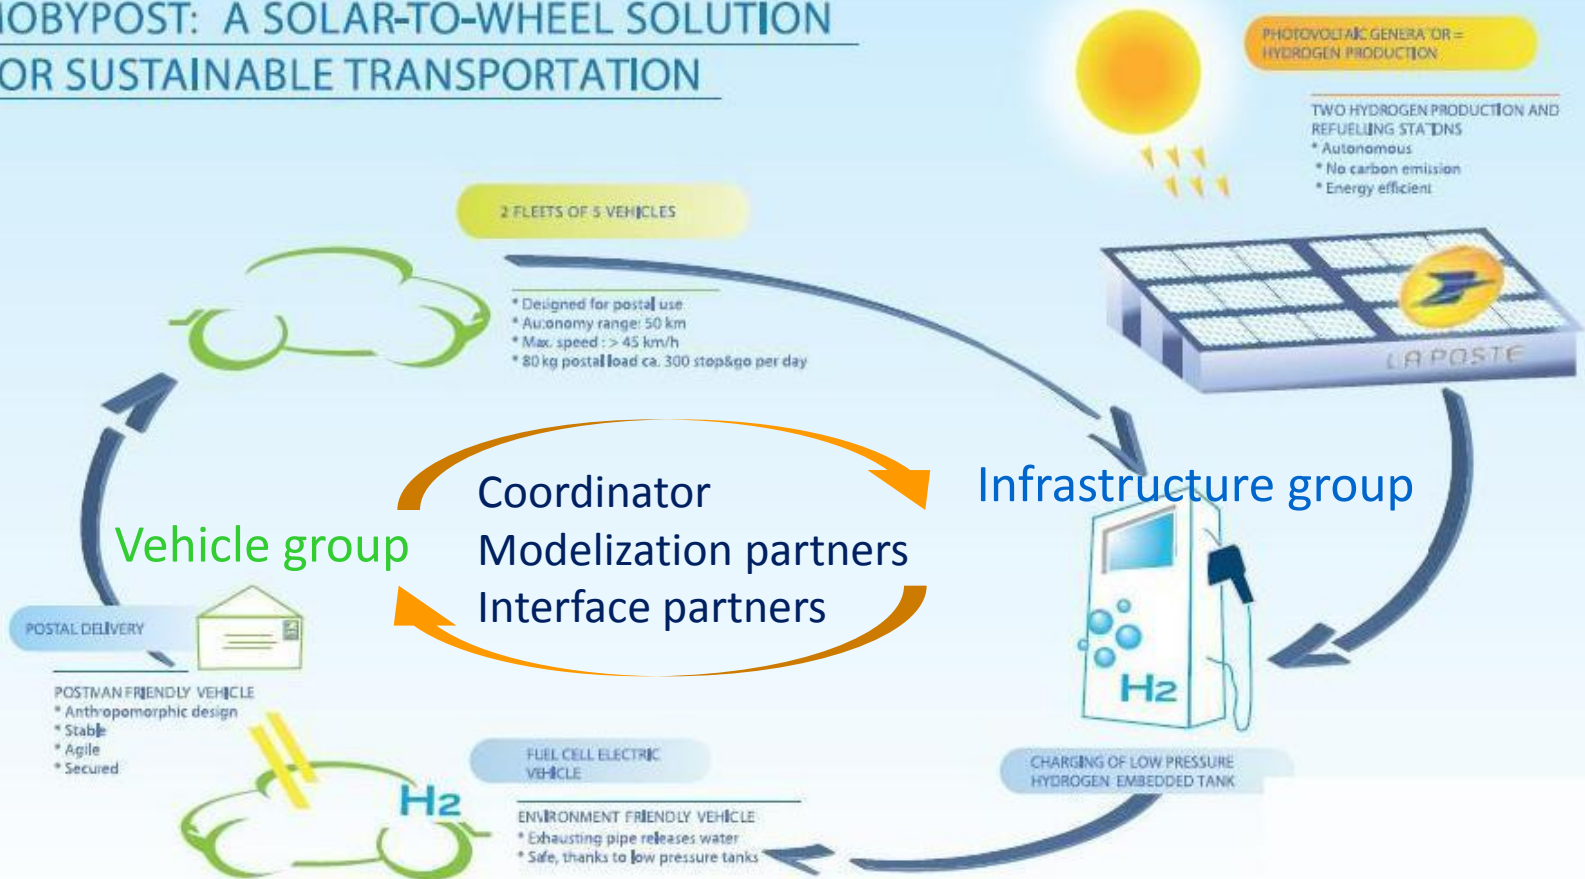 MOBYPOST: A SOLAR-TO-WHEEL SOLUTION
FOR SUSTAINABLE TRANSPORTATION
PHOTOVOLTAIC GENERATOR =
HYDROGEN PRODUCTION
TWO HYDROGEN PRODUCTION AND
REFUELLING STATIONS
* Autonomous
* No carbon emission
* Energy efficient
LA POSTE
2 FLEETS OF 5 VEHICLES
* Designed for postal use
* Autonomy range: 50 km
* Max. speed : > 45 km/h
* 80 kg postal load ca. 300 stop&go per day
Vehicle group
Coordinator
Modelization partners
Interface partners
Infrastructure group
H2
POSTAL DELIVERY
POSTMAN FRIENDLY VEHICLE
* Anthropomorphic design
* Stable
* Agile
* Secured
H2
FUEL CELL ELECTRIC
VEHICLE
ENVIRONMENT FRIENDLY VEHICLE
* Exhausting pipe releases water
* Safe, thanks to low pressure tanks
CHARGING OF LOW PRESSURE
HYDROGEN EMBEDDED TANK